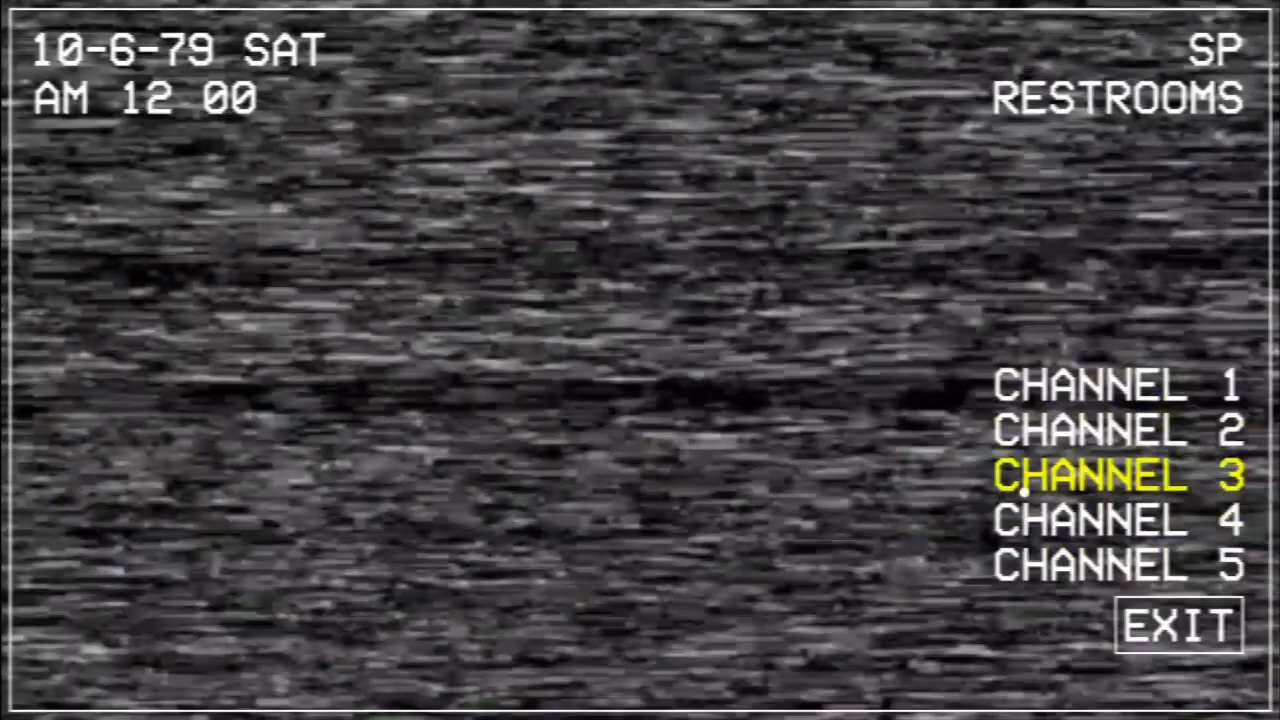 10-6-79 SAT
AM 12 00
SP
RESTROOMS
CHANNEL 1
CHANNEL 2
CHANNEL 3
CHANNEL 4
CHANNEL 5
EXIT